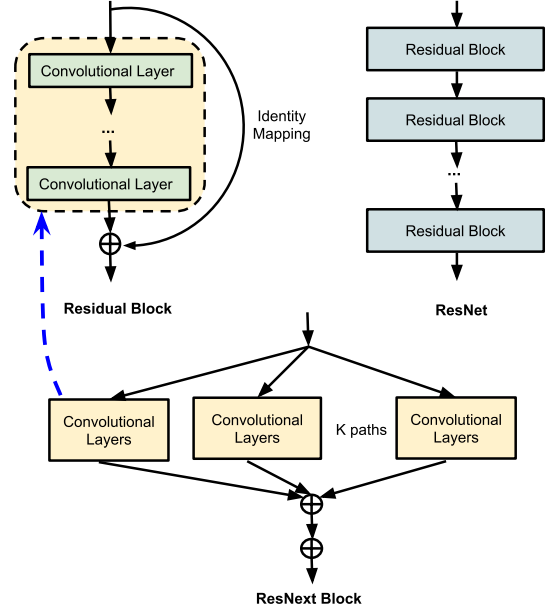 Convolutional Layer
...
Convolutional Layer
Identity
Mapping
Residual Block
Residual Block
Residual Block
...
Residual Block
ResNet
Convolutional
Layers
Convolutional
Layers
K paths
Convolutional
Layers
ResNext Block